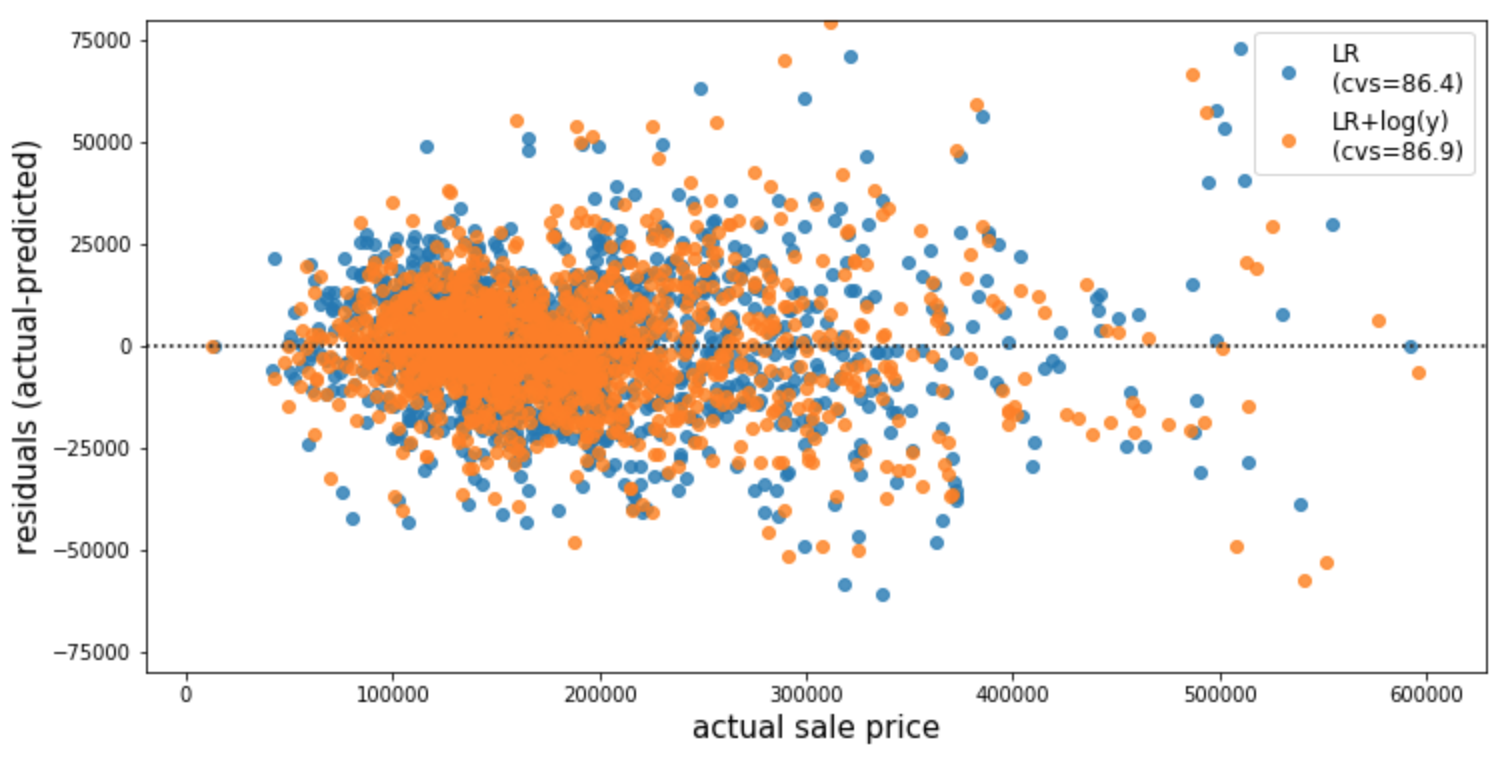 75000
50000
25000
0
−25000
−50000
−75000
residuals (actual-predicted)
LR
(cvs=86.4)
LR+log(y)
(cvs=86.9)
0 100000 200000 300000 400000 500000 600000
actual sale price